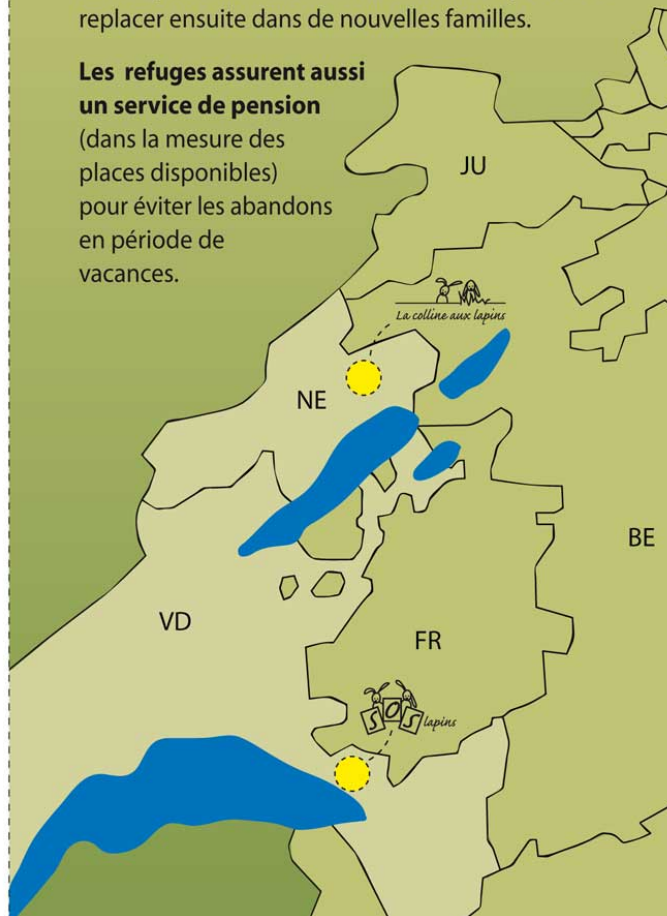 replacer ensuite dans de nouvelles familles.
Les refuges assurent aussi
un service de pension
(dans la mesure des
places disponibles)
pour éviter les abandons
en période de
vacances.
JU
La colline aux lapins
NE
BE
VD
FR
SOS lapins